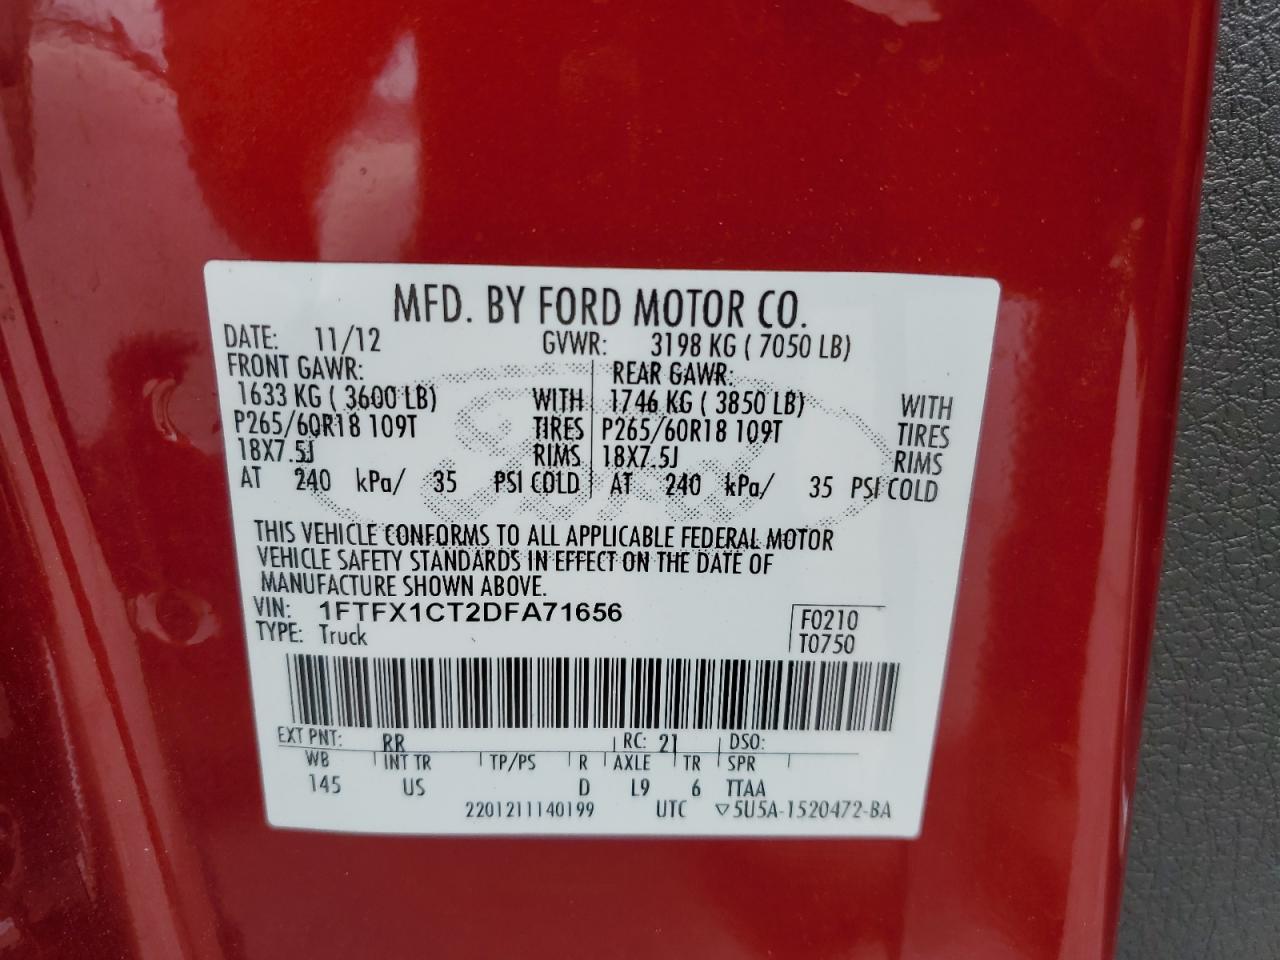 MFD. BY FORD MOTOR CO.
DATE: 11/12 GVWR: 3198 KG ( 7050 LB)
FRONT GAWR: REAR GAWR:
1633 KG ( 3600 LB) WITH 1746 KG ( 3850 LB) WITH
P265/60R18 109T TIRES P265/60R18 109T TIRES
18X7.5J RIMS 18X7.5J RIMS
AT 240 kPa/ 35 PSI COLD AT 240 kPa/ 35 PSI COLD
THIS VEHICLE CONFORMS TO ALL APPLICABLE FEDERAL MOTOR
VEHICLE SAFETY STANDARDS IN EFFECT ON THE DATE OF
MANUFACTURE SHOWN ABOVE.
VIN: 1FTFX1CT2DFA71656 F0210
TYPE: Truck T0750
EXT PNT: RR RC: 21 DSO:
WB INT TR TP/PS R AXLE TR SPR
145 US D L9 6 TTAA
2201211140199 UTC ▽5U5A-1520472-BA